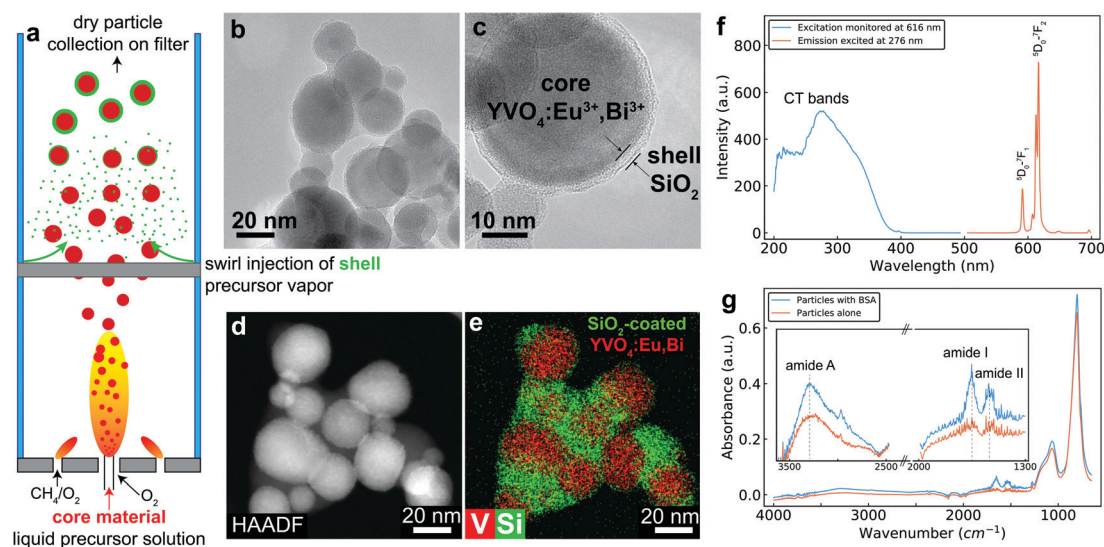 a
dry particle
collection on filter
swirl injection of shell
precursor vapor
CH4/O2
O2
core material
liquid precursor solution
b
20 nm
c
core
YVO4:Eu3+,Bi3+
shell
SiO2
10 nm
d
HAADF
20 nm
e
SiO2-coated
YVO4:Eu,Bi
V Si
20 nm
f
Excitation monitored at 616 nm
Emission excited at 276 nm
CT bands
5D0-7F1
5D0-7F2
Intensity (a.u.)
800
600
400
200
0
200 300 400 500 600 700
Wavelength (nm)
g
Particles with BSA
Particles alone
amide A
amide I
amide II
3500 2500 2000 1300
Absorbance (a.u.)
0.6
0.4
0.2
0.0
4000 3000 2000 1000
Wavenumber (cm-1)